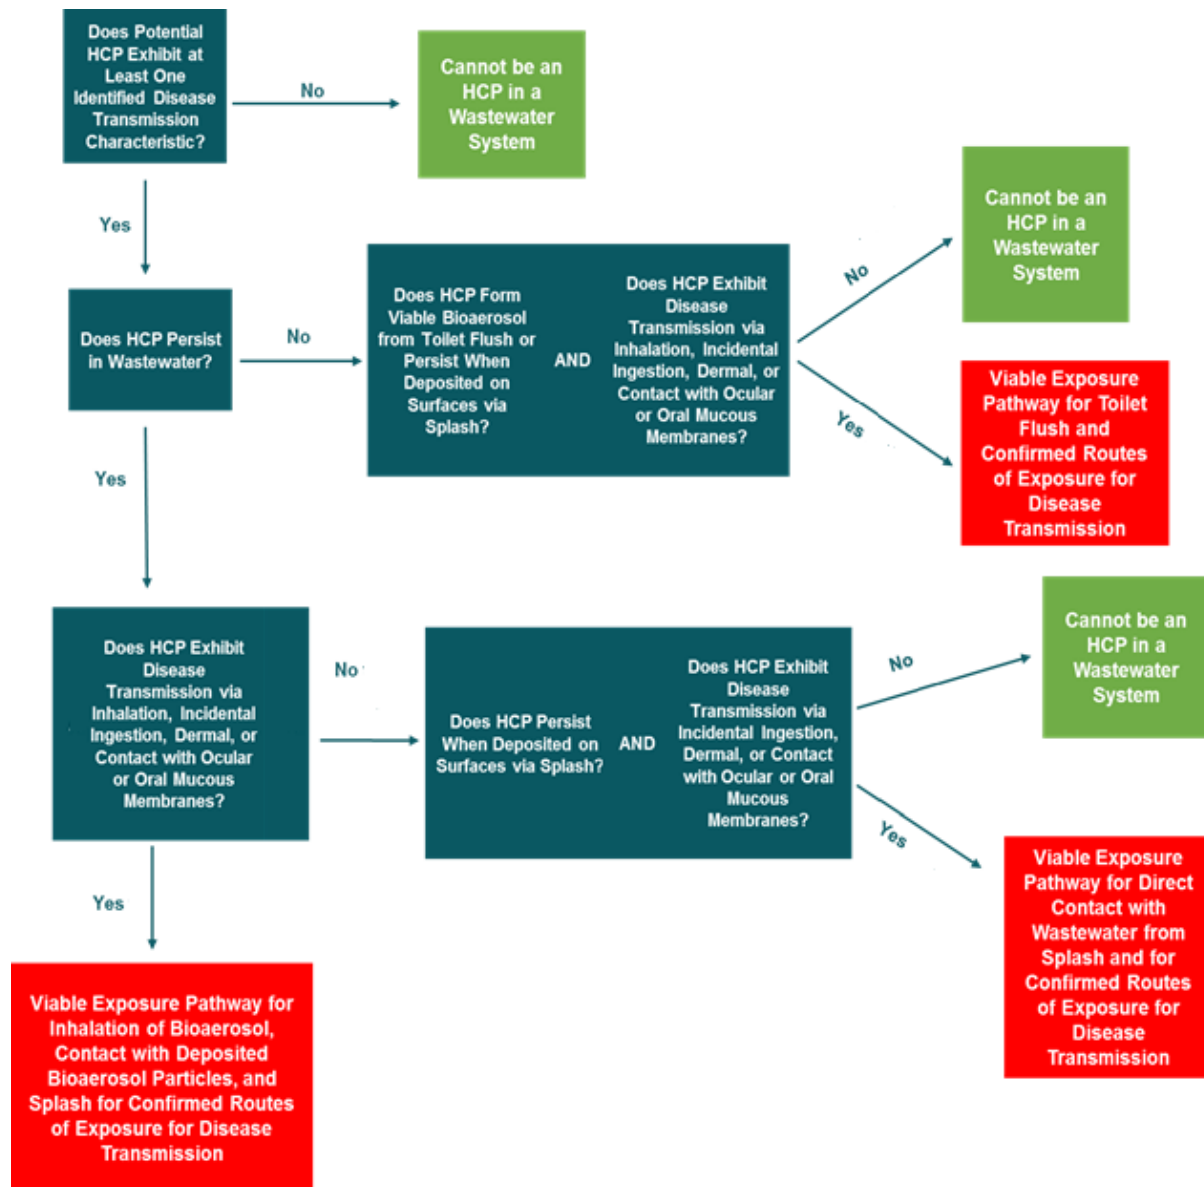 Does Potential
HCP Exhibit at
Least One
Identified Disease
Transmission
Characteristic?
No
Cannot be an
HCP in a
Wastewater
System
Yes
Does HCP Persist
in Wastewater?
No
Does HCP Form
Viable Bioaerosol
from Toilet Flush or
Persist When
Deposited on
Surfaces via
Splash?
AND
Does HCP Exhibit
Disease
Transmission via
Inhalation, Incidental
Ingestion, Dermal, or
Contact with Ocular
or Oral Mucous
Membranes?
No
Cannot be an
HCP in a
Wastewater
System
Yes
Viable Exposure
Pathway for Toilet
Flush and
Confirmed Routes
of Exposure for
Disease
Transmission
Yes
Does HCP Exhibit
Disease
Transmission via
Inhalation, Incidental
Ingestion, Dermal, or
Contact with Ocular
or Oral Mucous
Membranes?
No
Does HCP Persist
When Deposited on
Surfaces via Splash?
AND
Does HCP Exhibit
Disease
Transmission via
Incidental Ingestion,
Dermal, or Contact
with Ocular or Oral
Mucous
Membranes?
No
Cannot be an
HCP in a
Wastewater
System
Yes
Viable Exposure
Pathway for Direct
Contact with
Wastewater from
Splash and for
Confirmed Routes
of Exposure for
Disease
Transmission
Yes
Viable Exposure Pathway for
Inhalation of Bioaerosol,
Contact with Deposited
Bioaerosol Particles, and
Splash for Confirmed Routes
of Exposure for Disease
Transmission